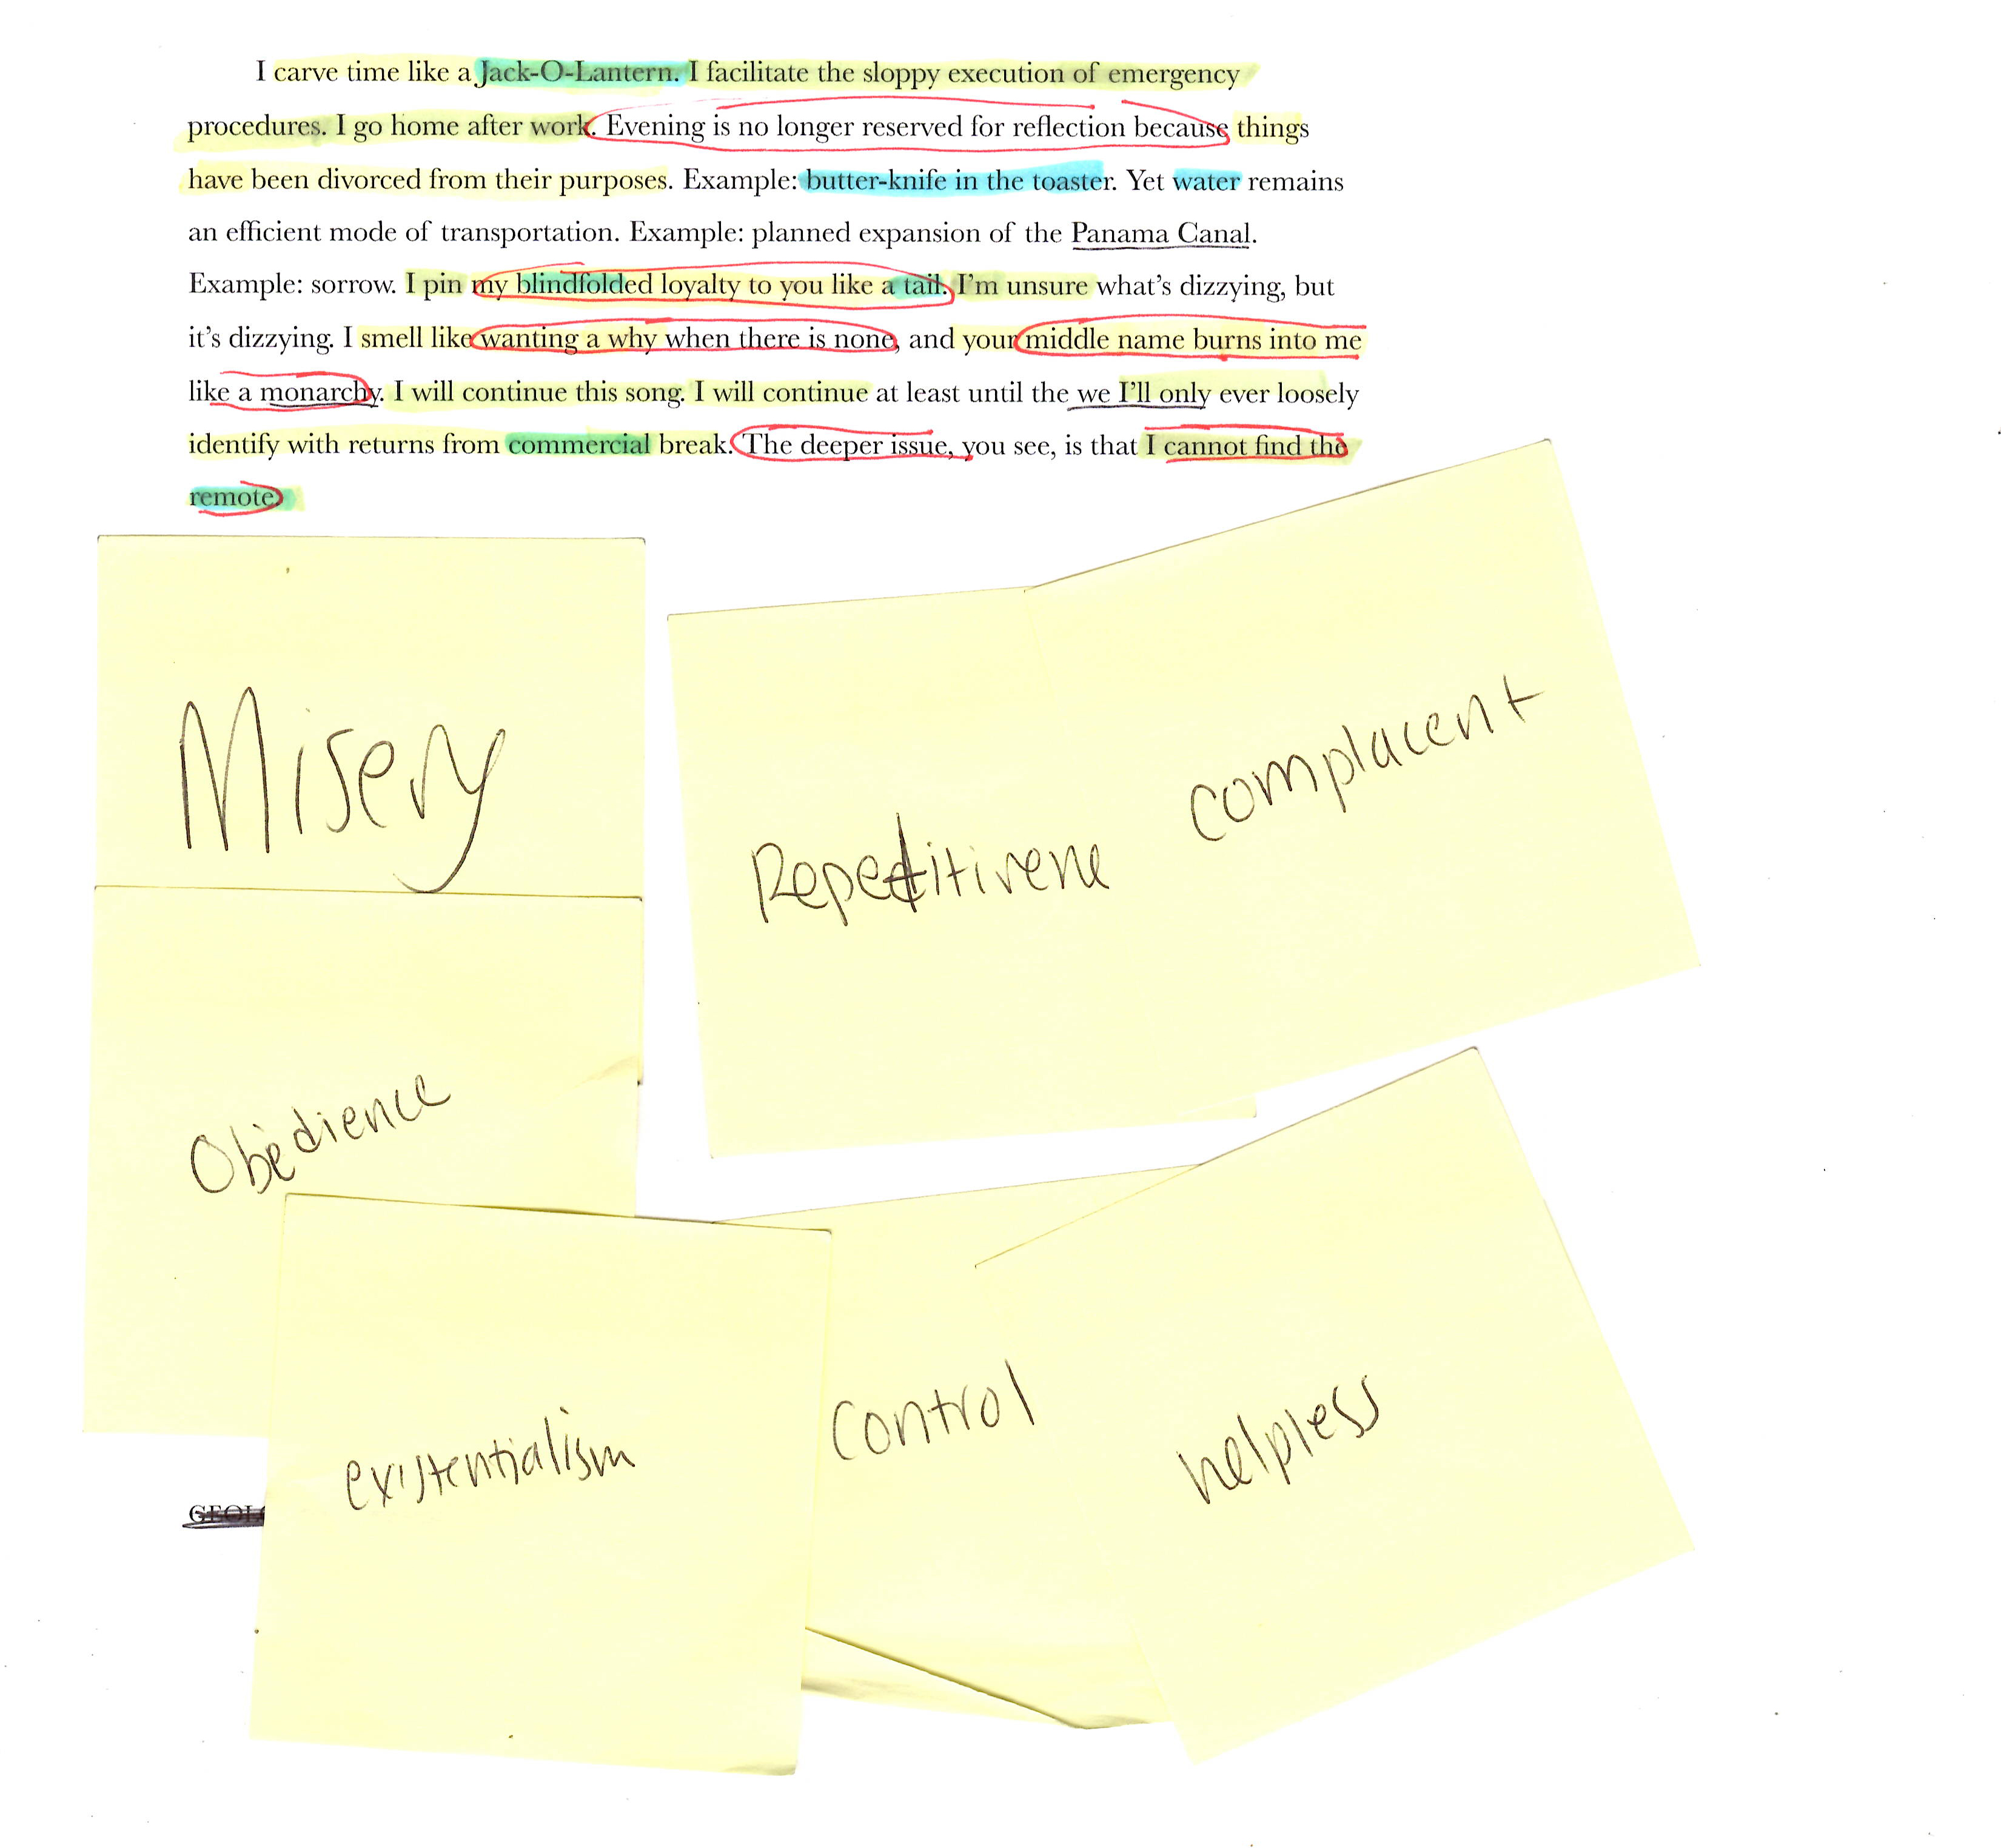 I carve time like a Jack-O-Lantern. I facilitate the sloppy execution of emergency
procedures. I go home after work. Evening is no longer reserved for reflection because things
have been divorced from their purposes. Example: butter-knife in the toaster. Yet water remains
an efficient mode of transportation. Example: planned expansion of the Panama Canal.
Example: sorrow. I pin my blindfolded loyalty to you like a tail. I’m unsure what’s dizzying, but
it’s dizzying. I smell like wanting a why when there is none, and your middle name burns into me
like a monarchy. I will continue this song. I will continue at least until the we I’ll only ever loosely
identify with returns from commercial break. The deeper issue, you see, is that I cannot find the
remote.
Misery
complacent
Obedience
existentialism
control
helpless